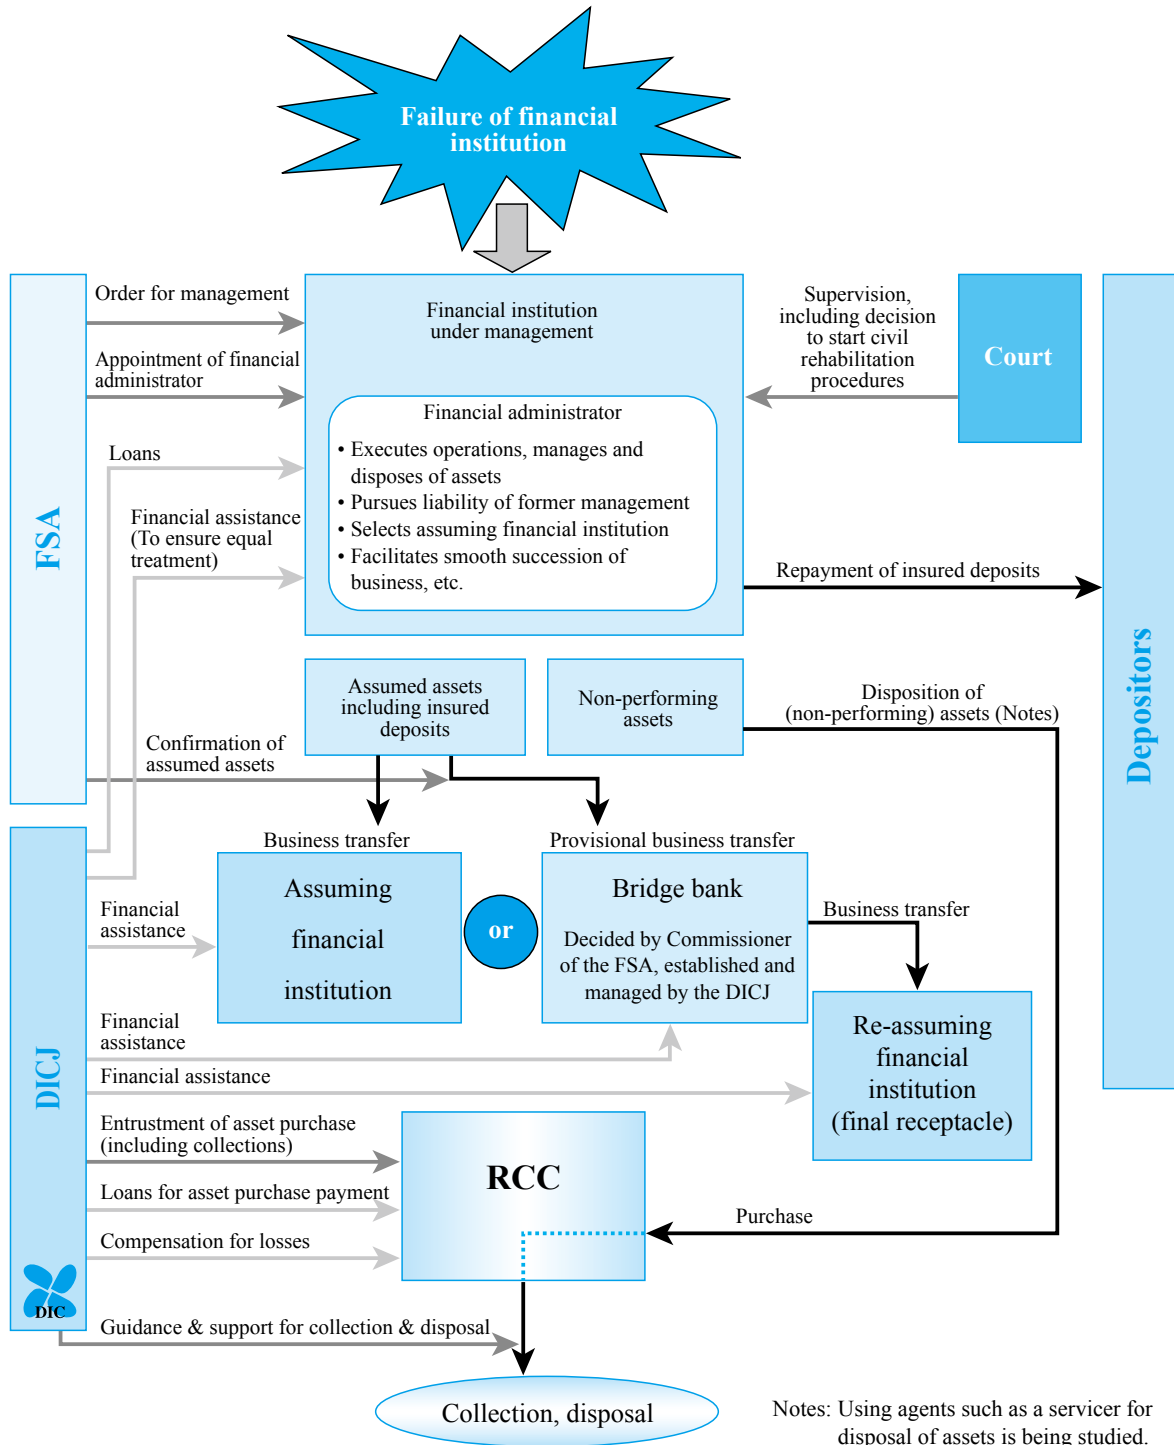 Failure of financial
institution
Order for management
Appointment of financial
administrator
Loans
Financial assistance
(To ensure equal
treatment)
FSA
Financial institution
under management
Financial administrator
• Executes operations, manages and
disposes of assets
• Pursues liability of former management
• Selects assuming financial institution
• Facilitates smooth succession of
business, etc.
Supervision,
including decision
to start civil
rehabilitation
procedures
Court
Repayment of insured deposits
Depositors
Assumed assets
including insured
deposits
Non-performing
assets
Disposition of
(non-performing) assets (Notes)
Confirmation of
assumed assets
Business transfer
Provisional business transfer
Assuming
financial
institution
or
Bridge bank
Decided by Commissioner
of the FSA, established and
managed by the DICJ
Business transfer
Re-assuming
financial
institution
(final receptacle)
DICJ
Financial
assistance
Financial
assistance
Financial assistance
Entrustment of asset purchase
(including collections)
Loans for asset purchase payment
Compensation for losses
RCC
Purchase
DIC
Guidance & support for collection & disposal
Collection, disposal
Notes: Using agents such as a servicer for
disposal of assets is being studied.